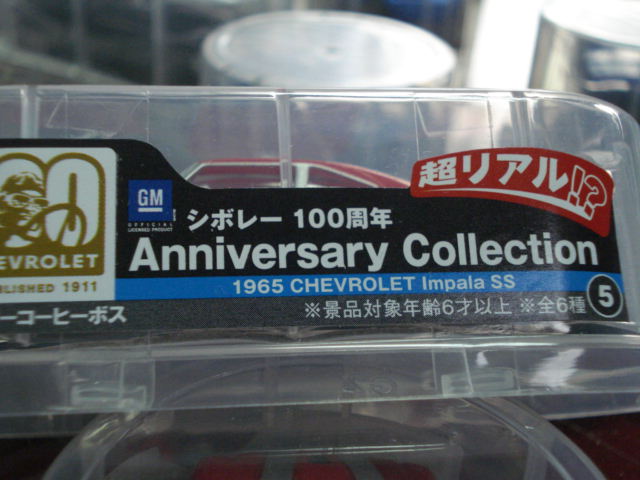 超リアル!?
100
CHEVROLET
ESTABLISHED 1911
GM
OFFICIAL
LICENSED PRODUCT
シボレー 100周年
Anniversary Collection
1965 CHEVROLET Impala SS
※景品対象年齢6才以上 ※全6種 5
ーコーヒーボス